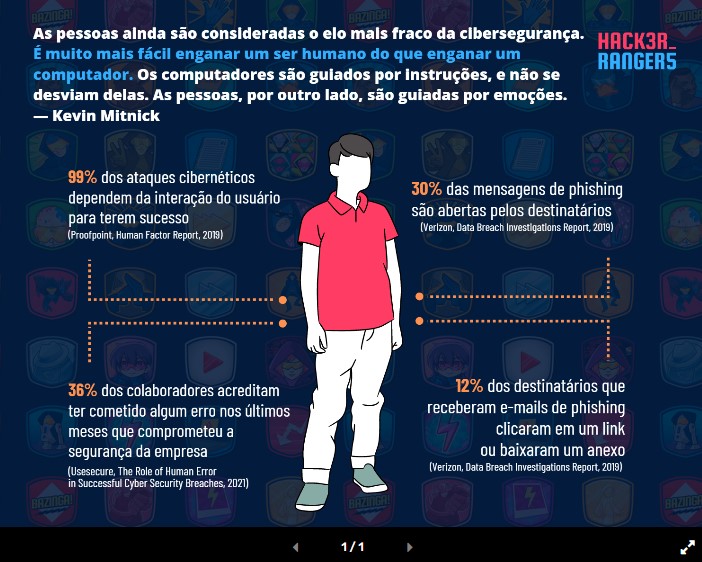 As pessoas ainda são consideradas o elo mais fraco da cibersegurança.
É muito mais fácil enganar um ser humano do que enganar um
computador. Os computadores são guiados por instruções, e não se
desviam delas. As pessoas, por outro lado, são guiadas por emoções.
— Kevin Mitnick
HACK3R_
RANGER5
99% dos ataques cibernéticos
dependem da interação do usuário
para terem sucesso
(Proofpoint, Human Factor Report, 2019)
30% das mensagens de phishing
são abertas pelos destinatários
(Verizon, Data Breach Investigations Report, 2019)
36% dos colaboradores acreditam
ter cometido algum erro nos últimos
meses que comprometeu a
segurança da empresa
(Usesecure, The Role of Human Error
in Successful Cyber Security Breaches, 2021)
12% dos destinatários que
receberam e-mails de phishing
clicaram em um link
ou baixaram um anexo
(Verizon, Data Breach Investigations Report, 2019)
BAZINGA!
BAZINGA!
1/1